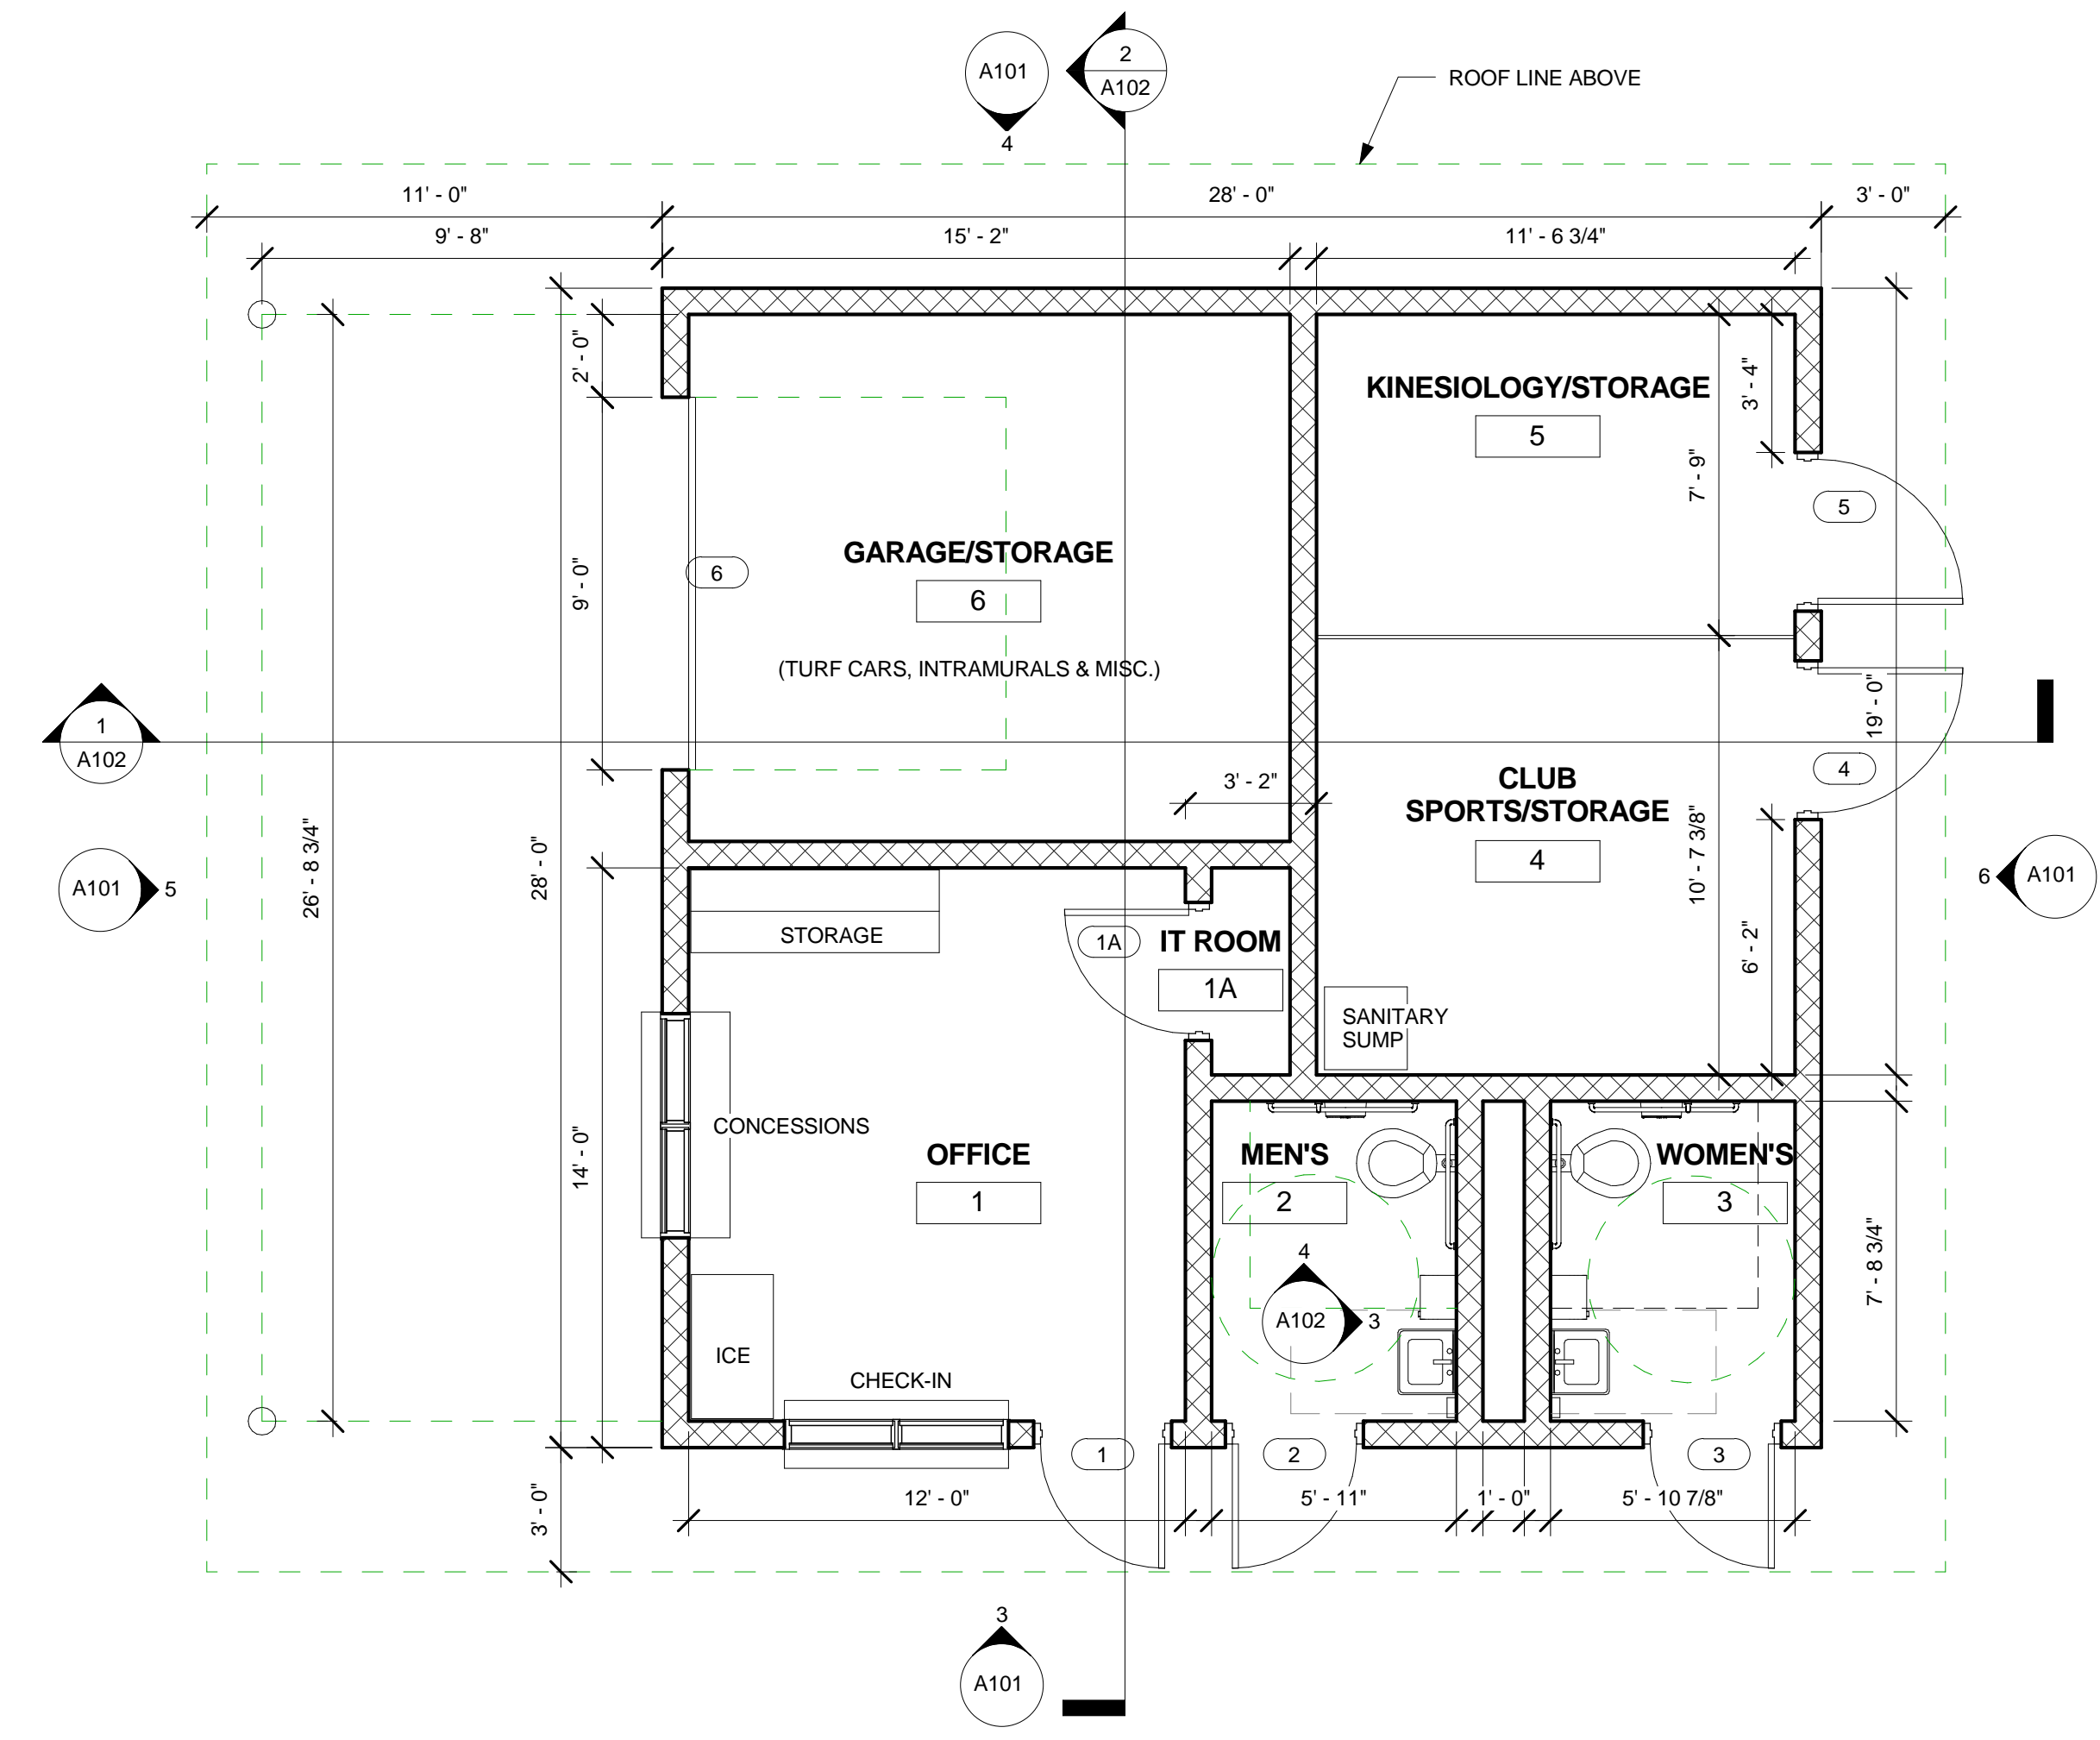 2
A101
A102
ROOF LINE ABOVE
4
11' - 0"
28' - 0"
3' - 0"
9' - 8"
15' - 2"
11' - 6 3/4"
2' - 0"
3' - 4"
KINESIOLOGY/STORAGE
5
7' - 9"
5
GARAGE/STORAGE
6
6
9' - 0"
(TURF CARS, INTRAMURALS & MISC.)
19' - 0"
1
A102
3' - 2"
CLUB
SPORTS/STORAGE
4
4
26' - 8 3/4"
28' - 0"
10' - 7 3/8"
A101
5
6
A101
STORAGE
1A
IT ROOM
1A
6' - 2"
SANITARY
SUMP
CONCESSIONS
14' - 0"
OFFICE
1
MEN'S
2
WOMEN'S
3
7' - 8 3/4"
4
A102
3
ICE
CHECK-IN
1
2
3
3' - 0"
12' - 0"
5' - 11"
1' - 0"
5' - 10 7/8"
3
A101